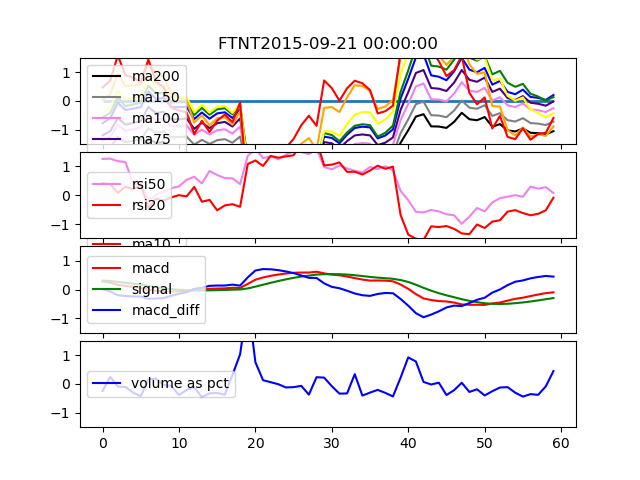 FTNT2015-09-21 00:00:00
1
0
−1
ma200
ma150
ma100
ma75
1
0
−1
rsi50
rsi20
ma10
1
0
−1
macd
signal
macd_diff
1
0
−1
volume as pct
0 10 20 30 40 50 60